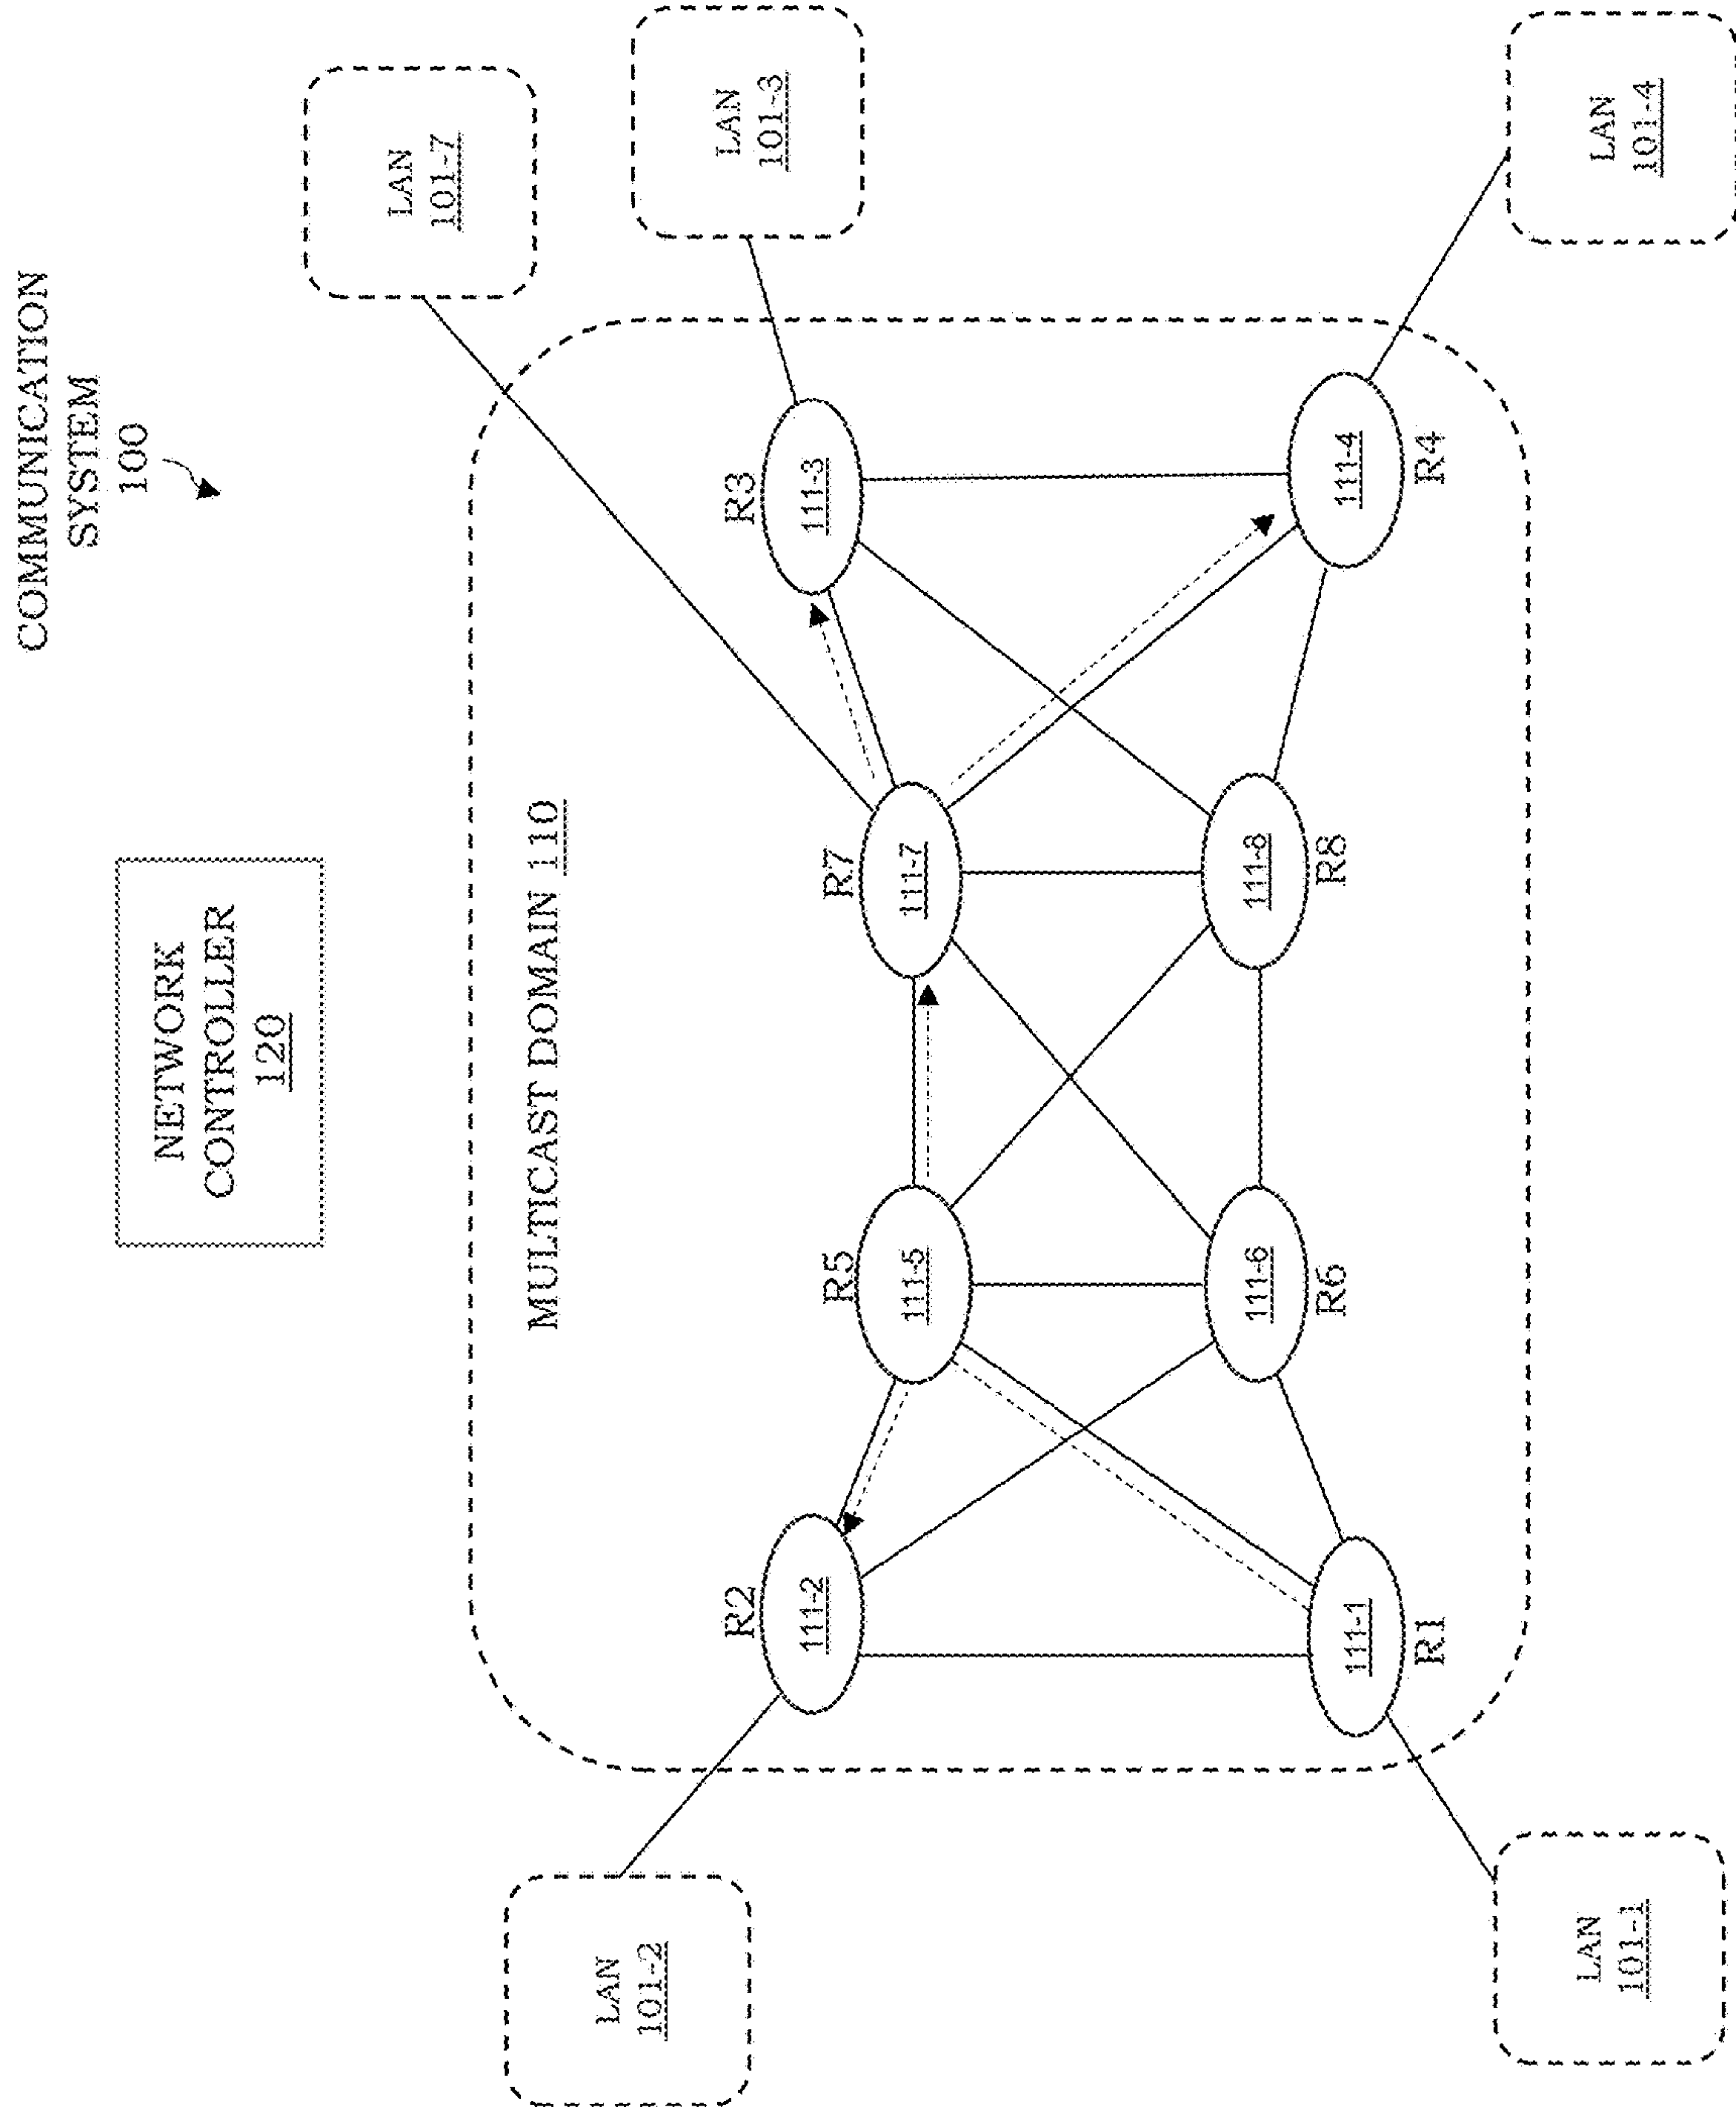 COMMUNICATION
SYSTEM
100
NETWORK
CONTROLLER
120
MULTICAST DOMAIN 110
LAN
101-7
LAN
101-3
LAN
101-4
LAN
101-2
LAN
101-1
R2
111-2
R5
111-5
R7
111-7
R3
111-3
111-1
R1
111-6
R6
111-8
R8
111-4
R4